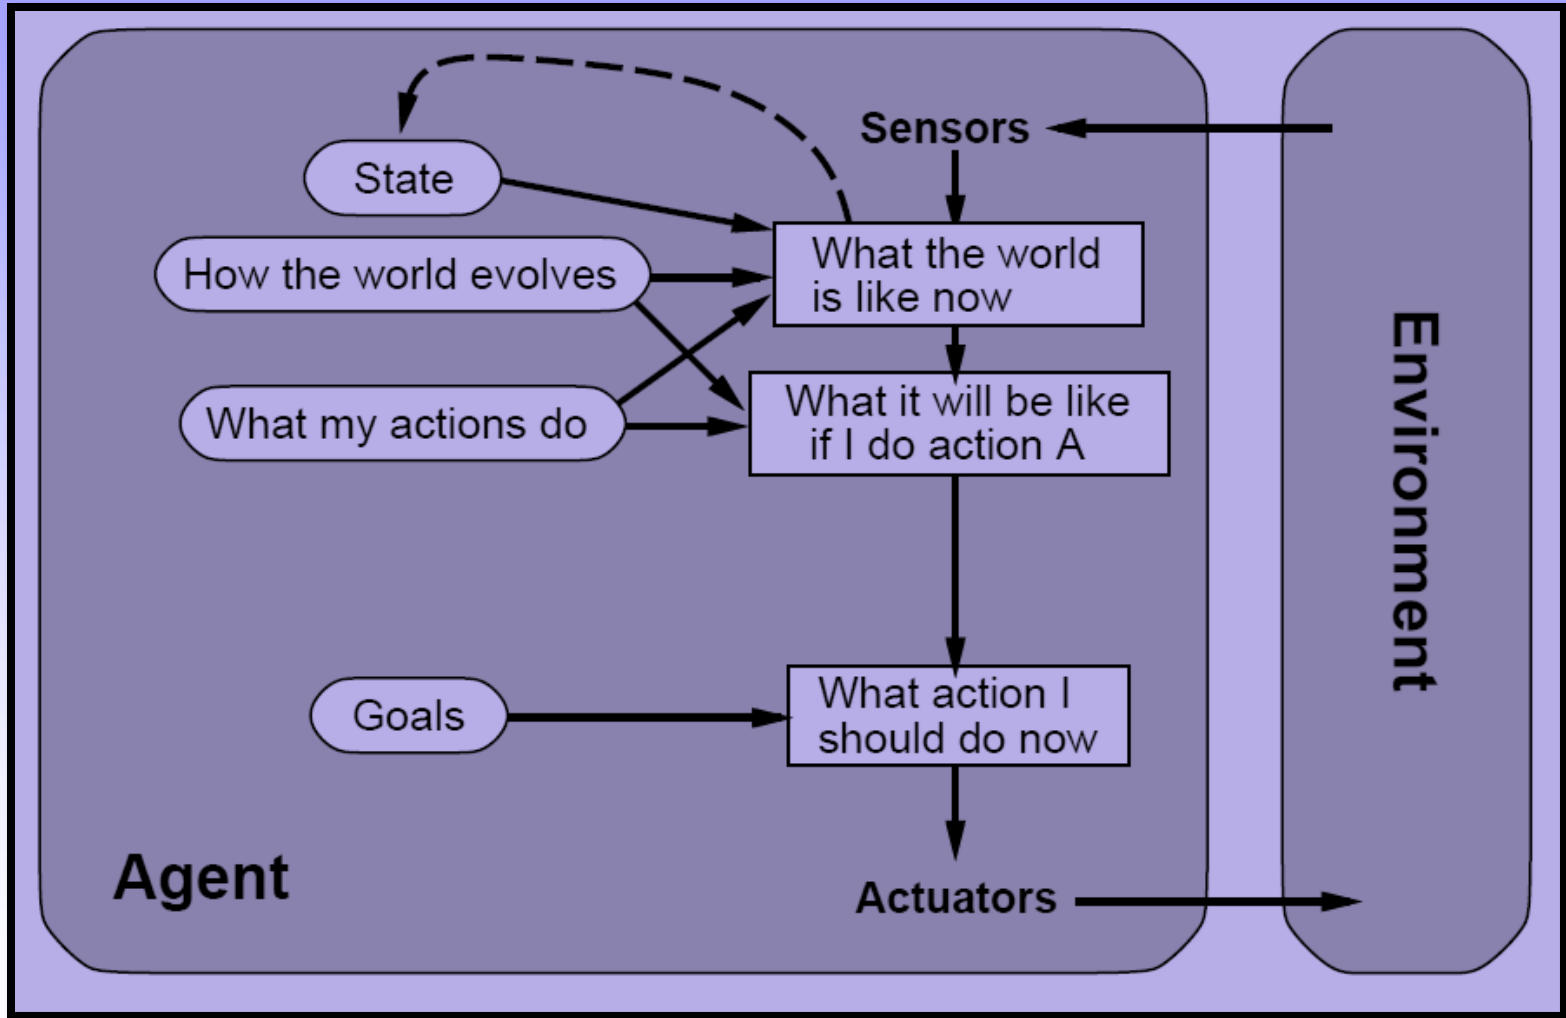 Sensors
State
What the world
is like now
How the world evolves
What it will be like
if I do action A
What my actions do
Environment
Goals
What action I
should do now
Agent
Actuators